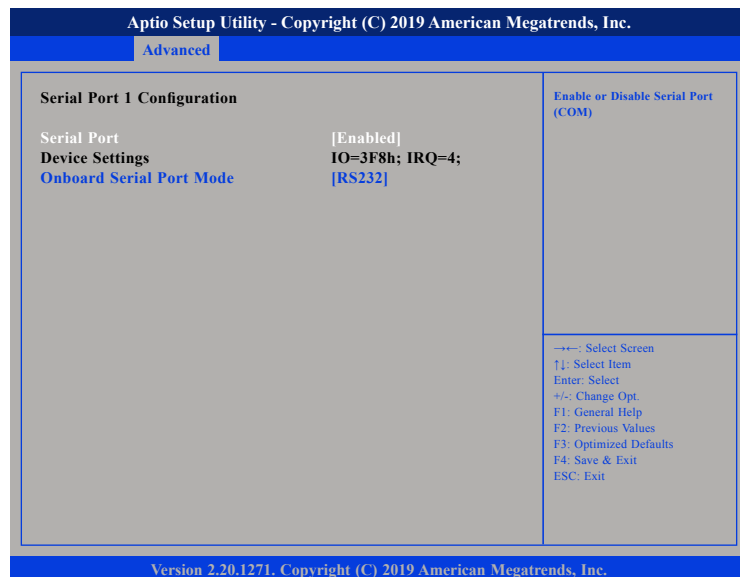 Aptio Setup Utility - Copyright (C) 2019 American Megatrends, Inc.
Advanced
Serial Port 1 Configuration
Serial Port [Enabled]
Device Settings IO=3F8h; IRQ=4;
Onboard Serial Port Mode [RS232]
Enable or Disable Serial Port
(COM)
→←: Select Screen
↑↓: Select Item
Enter: Select
+/-: Change Opt.
F1: General Help
F2: Previous Values
F3: Optimized Defaults
F4: Save & Exit
ESC: Exit
Version 2.20.1271. Copyright (C) 2019 American Megatrends, Inc.